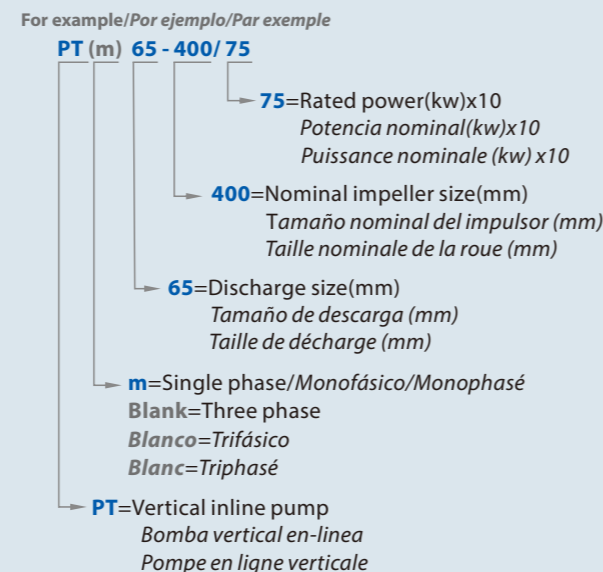 For example/Por ejemplo/Par exemple
PT (m) 65 - 400/ 75
75=Rated power(kw)x10
Potencia nominal(kw)x10
Puissance nominale (kw) x10
400=Nominal impeller size(mm)
Tamaño nominal del impulsor (mm)
Taille nominale de la roue (mm)
65=Discharge size(mm)
Tamaño de descarga (mm)
Taille de décharge (mm)
m=Single phase/Monofásico/Monophasé
Blank=Three phase
Blanco=Trifásico
Blanc=Triphasé
PT=Vertical inline pump
Bomba vertical en-linea
Pompe en ligne verticale